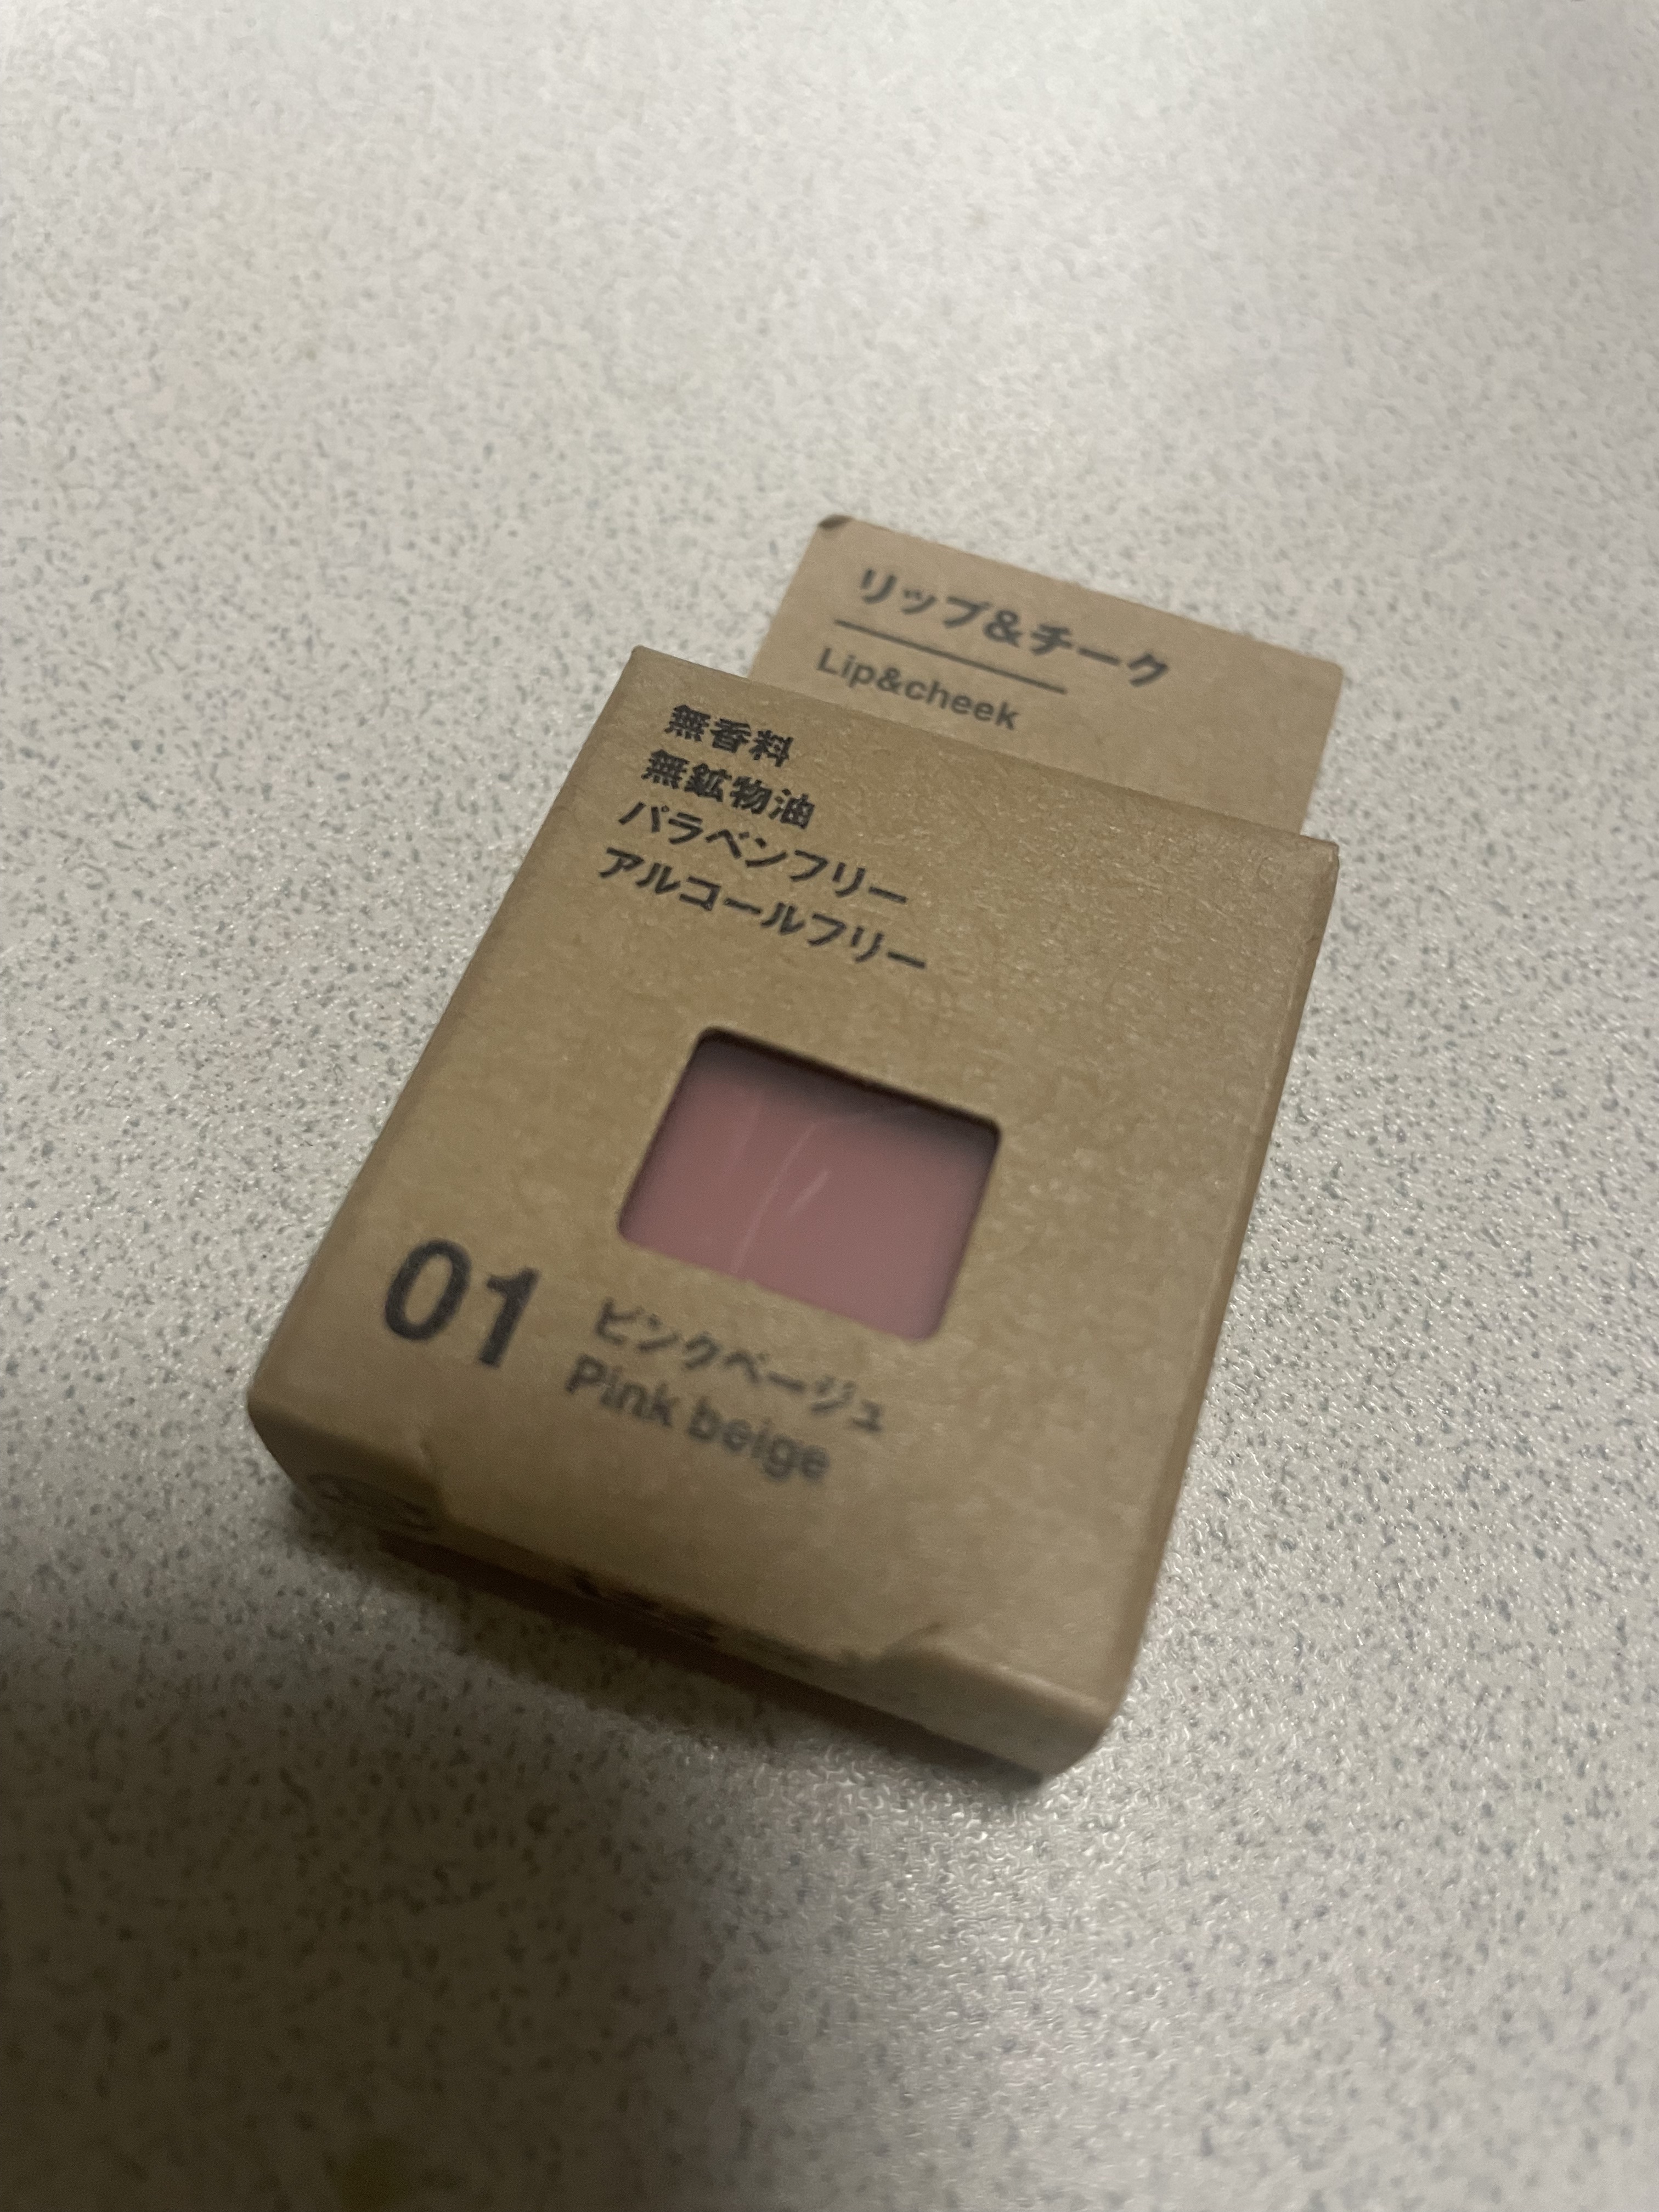 リップ&チーク
Lip&cheek
無香料
無鉱物油
パラベンフリー
アルコールフリー
01
ピンクベージュ
Pink beige